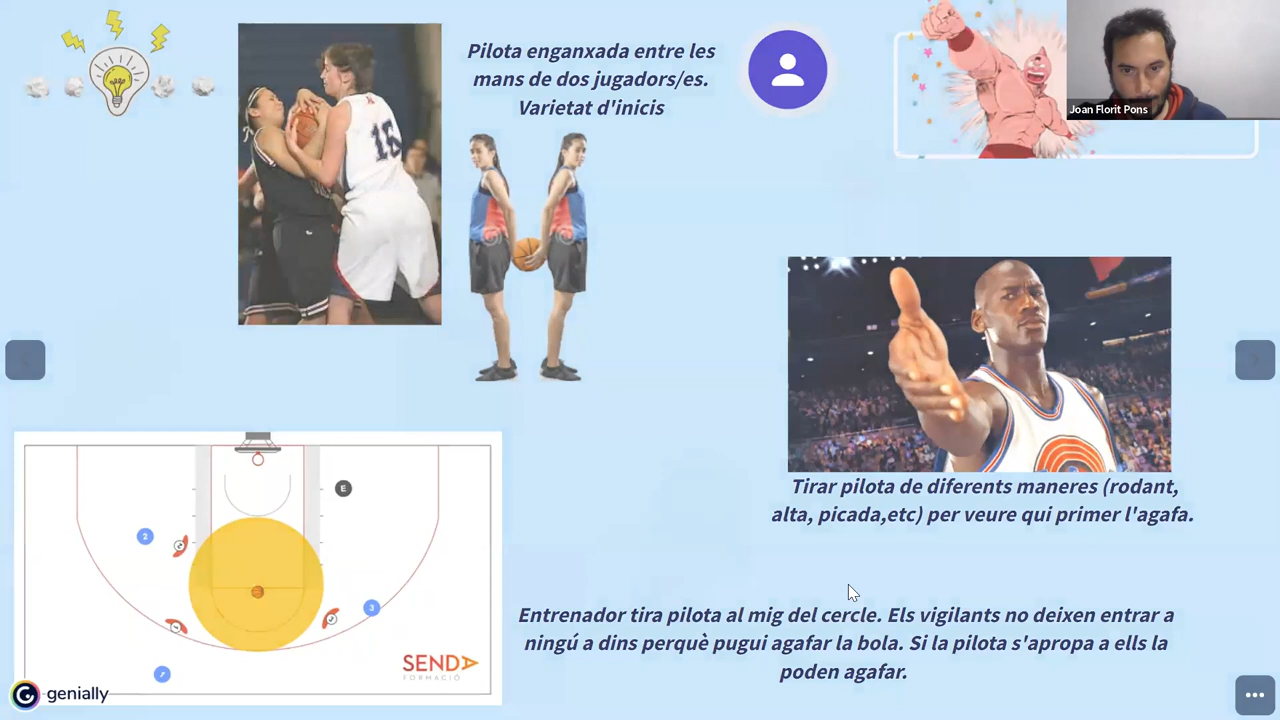 Pilota enganxada entre les
mans de dos jugadors/es.
Varietat d'inicis
16
Joan Florit Pons
Tirar pilota de diferents maneres (rodant,
alta, picada,etc) per veure qui primer l'agafa.
E
2
3
Entrenador tira pilota al mig del cercle. Els vigilants no deixen entrar a
ningú a dins perquè pugui agafar la bola. Si la pilota s'apropa a ells la
poden agafar.
SENDA
FORMACIÓ
genially